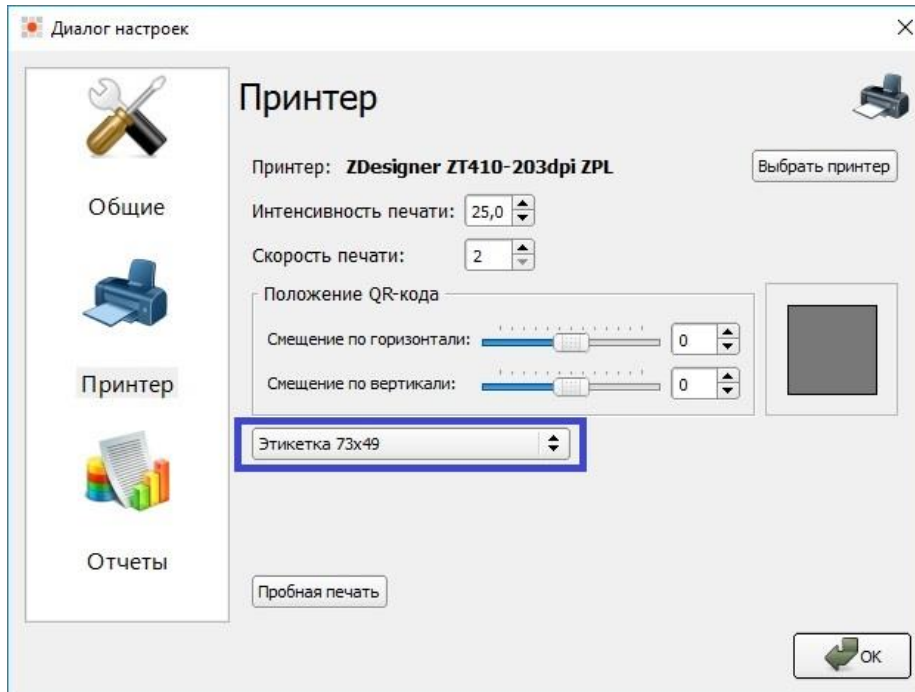 Диалог настроек
Общие
Принтер
Отчеты
Принтер
Принтер: ZDesigner ZT410-203dpi ZPL
Выбрать принтер
Интенсивность печати: 25,0
Скорость печати: 2
Положение QR-кода
Смещение по горизонтали: 0
Смещение по вертикали: 0
Этикетка 73x49
Пробная печать
ОК